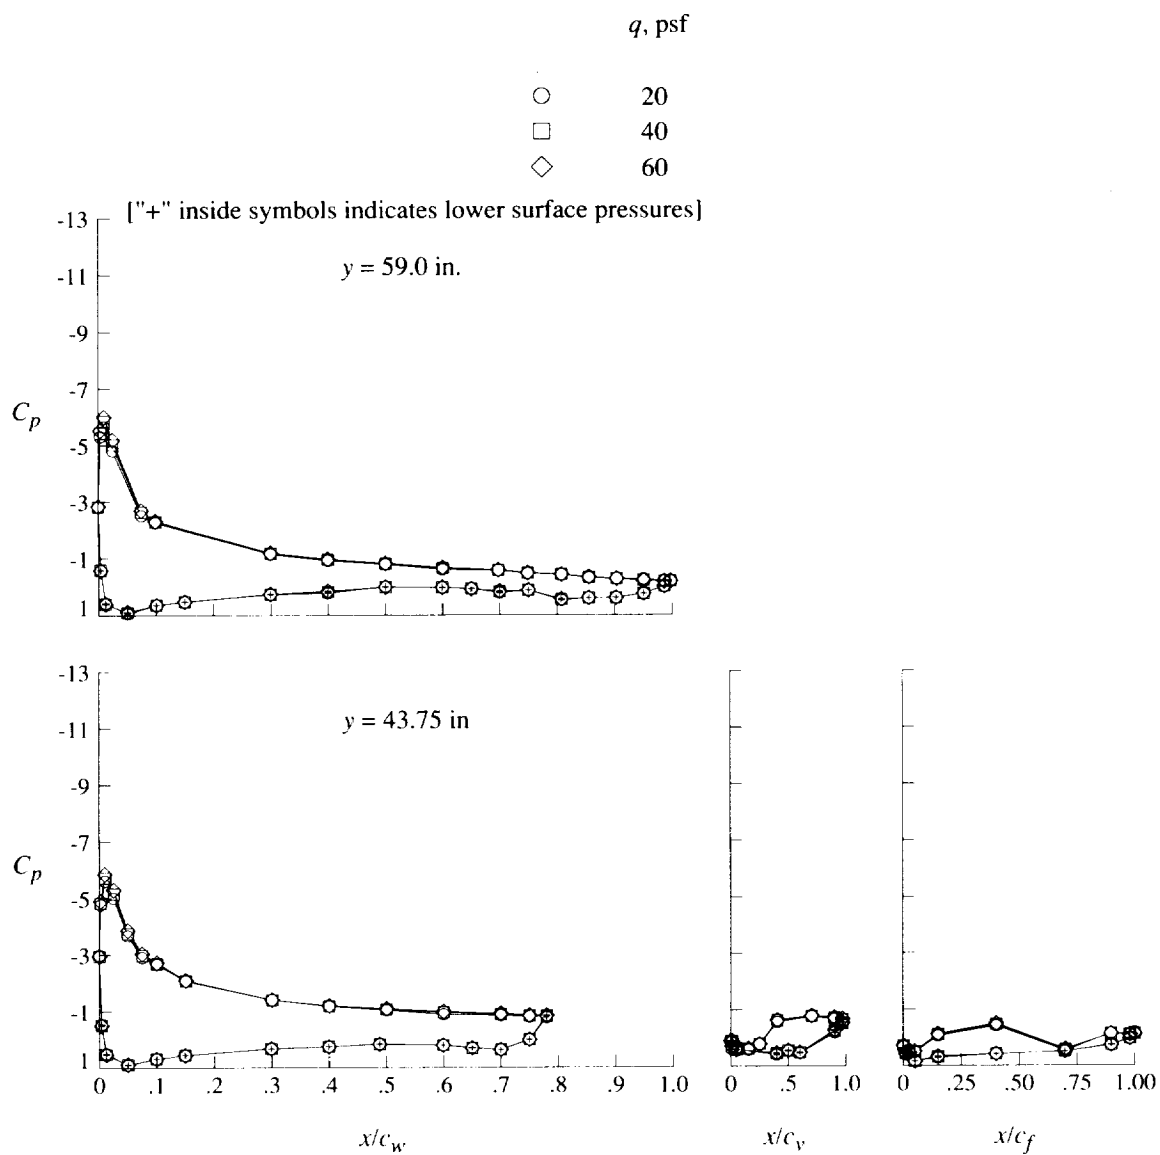 q, psf
20
40
60
["+" inside symbols indicates lower surface pressures]
y = 59.0 in.
-13
-11
-9
-7
-5
-3
-1
1
C_p
y = 43.75 in
-13
-11
-9
-7
-5
-3
-1
1
C_p
0 .1 .2 .3 .4 .5 .6 .7 .8 .9 1.0
x/c_w
0 .5 1.0
x/c_v
0 .25 .50 .75 1.00
x/c_f